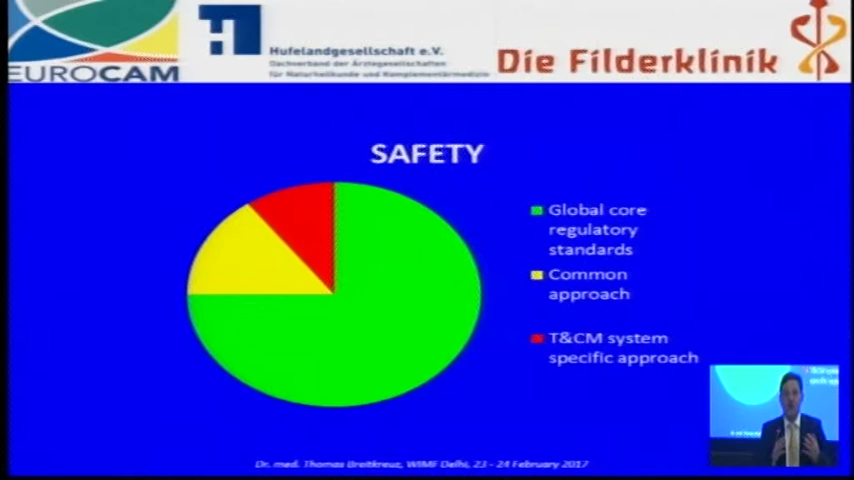 EUROCAM
H
Hufelandgesellschaft e.V.
Dachverband der Ärztegesellschaften
für Naturheilkunde und Komplementärmedizin
Die Filderklinik
SAFETY
Global core
regulatory
standards
Common
approach
T&CM system
specific approach
Dr. med. Thomas Breitkreuz, WIMF Delhi, 23 - 24 February 2017